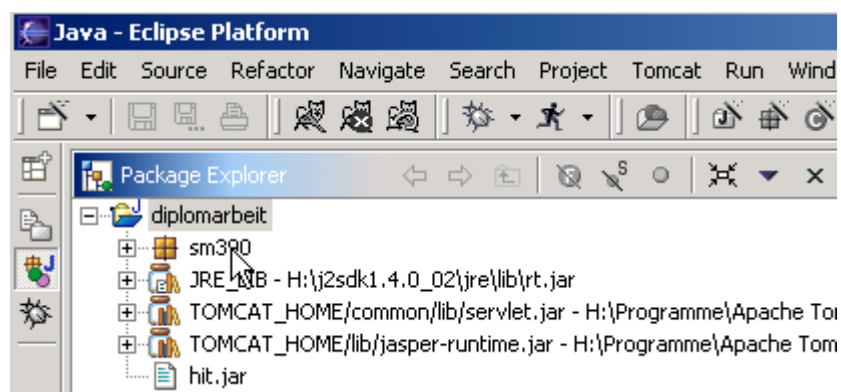 Java - Eclipse Platform
File Edit Source Refactor Navigate Search Project Tomcat Run Wind
Package Explorer
diplomarbeit
sm390
JRE_LIB - H:\j2sdk1.4.0_02\jre\lib\rt.jar
TOMCAT_HOME/common/lib/servlet.jar - H:\Programme\Apache To
TOMCAT_HOME/lib/jasper-runtime.jar - H:\Programme\Apache Tom
hit.jar